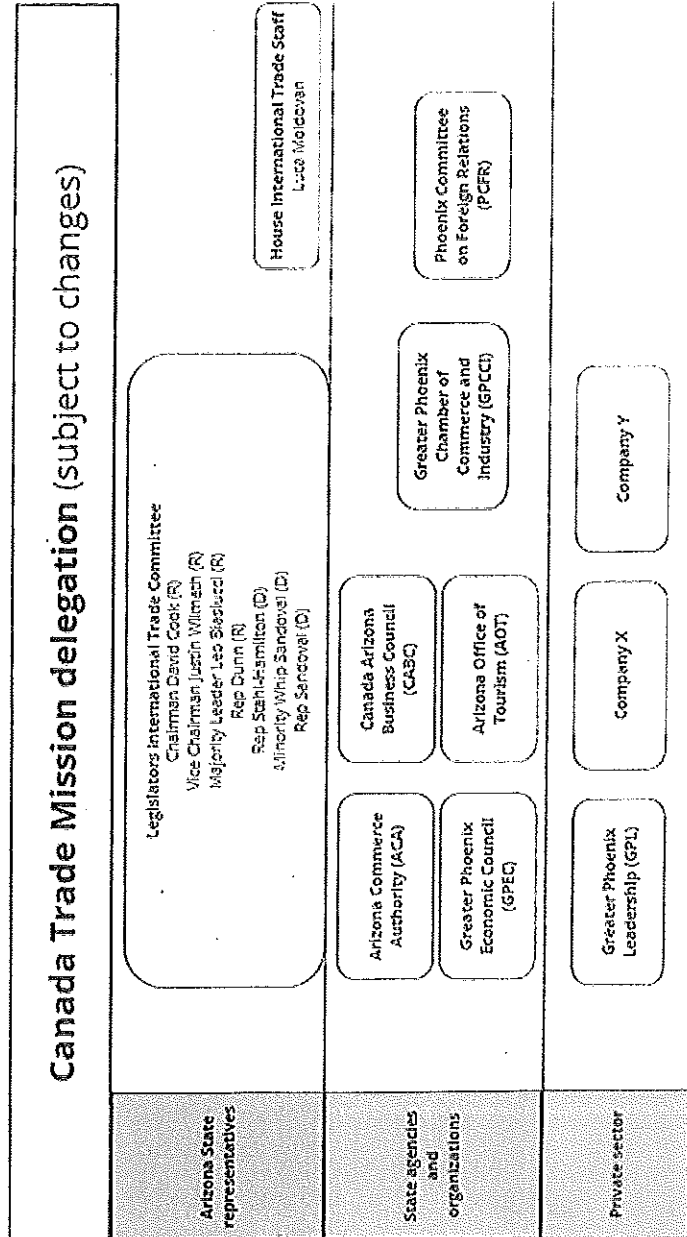 Canada Trade Mission delegation (subject to changes)
Arizona State
representatives
Legislators International Trade Committee
Chairman David Cook (R)
Vice Chairman Justin Wilmeth (R)
Majority Leader Leo Biasiucci (R)
Rep Dunn (R)
Rep Stahl-Hamilton (D)
Minority Whip Sandoval (D)
Rep Sandoval (D)
House International Trade Staff
Luca Moldovan
State agencies
and
organizations
Arizona Commerce
Authority (ACA)
Canada Arizona
Business Council
(CABC)
Greater Phoenix
Economic Council
(GPEC)
Arizona Office of
Tourism (AOT)
Greater Phoenix
Chamber of
Commerce and
Industry (GPCCI)
Phoenix Committee
on Foreign Relations
(PCFR)
Private sector
Greater Phoenix
Leadership (GPL)
Company X
Company Y